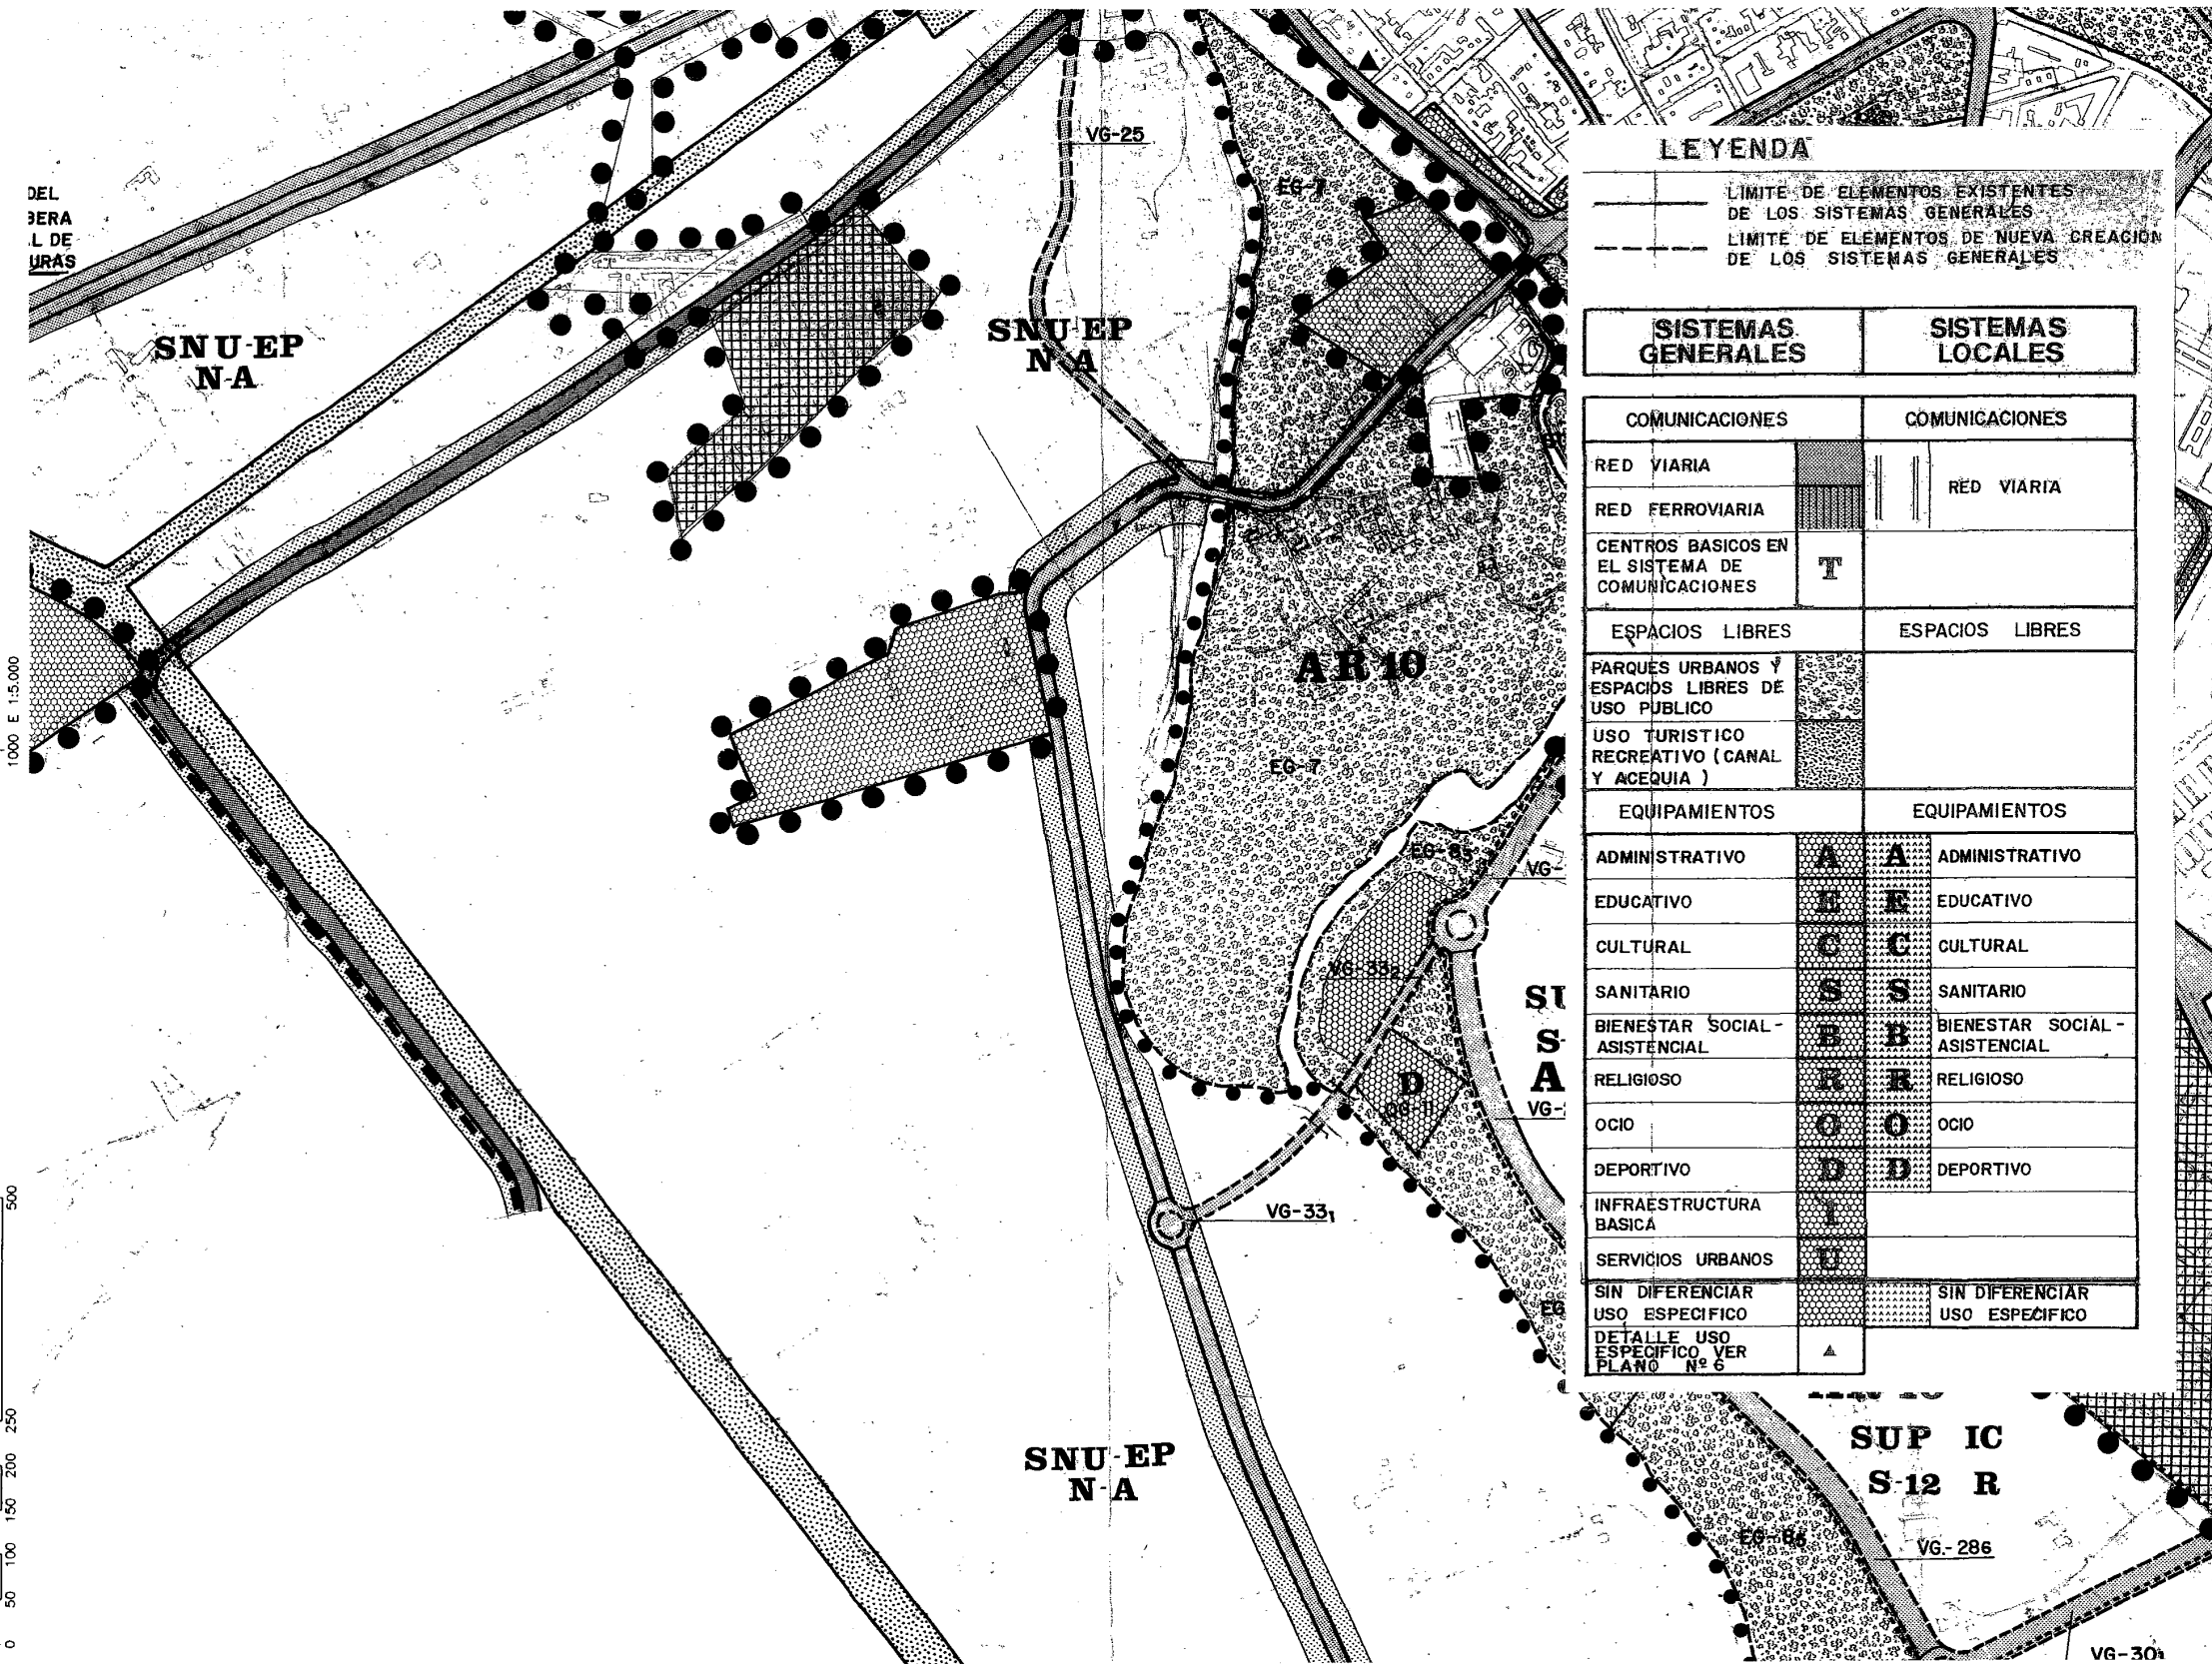 DEL
BERA
L DE
URAS
VG-25
EG-7
SNU-EP
N-A
SNU-EP
N-A
1000 E 1:5.000
500
250
200
150
100
50
0
AR 10
EG-7
EG-85
VG-
VG-33₂
SU
S-
A
VG-
D
VG-33₁
EG
SNU-EP
N-A
SUP IC
S-12 R
EG-85
VG.-286
VG-30₁
LEYENDA
LIMITE DE ELEMENTOS EXISTENTES
DE LOS SISTEMAS GENERALES
LIMITE DE ELEMENTOS DE NUEVA CREACION
DE LOS SISTEMAS GENERALES
SISTEMAS
GENERALES
SISTEMAS
LOCALES
COMUNICACIONES
COMUNICACIONES
RED VIARIA
RED VIARIA
RED FERROVIARIA
CENTROS BASICOS EN
EL SISTEMA DE
COMUNICACIONES
T
ESPACIOS LIBRES
ESPACIOS LIBRES
PARQUES URBANOS Y
ESPACIOS LIBRES DE
USO PUBLICO
USO TURISTICO
RECREATIVO (CANAL
Y ACEQUIA)
EQUIPAMIENTOS
EQUIPAMIENTOS
ADMINISTRATIVO A A ADMINISTRATIVO
EDUCATIVO E E EDUCATIVO
CULTURAL C C CULTURAL
SANITARIO S S SANITARIO
BIENESTAR SOCIAL-
ASISTENCIAL
B B
BIENESTAR SOCIAL-
ASISTENCIAL
RELIGIOSO R R RELIGIOSO
OCIO O O OCIO
DEPORTIVO D D DEPORTIVO
INFRAESTRUCTURA
BASICA
I
SERVICIOS URBANOS U
SIN DIFERENCIAR
USO ESPECIFICO
SIN DIFERENCIAR
USO ESPECIFICO
DETALLE USO
ESPECIFICO VER
PLANO Nº 6